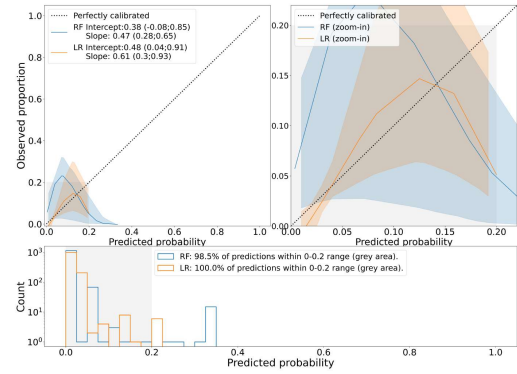 Perfectly calibrated
RF Intercept:0.38 (-0.08;0.85)
Slope: 0.47 (0.28;0.65)
LR Intercept:0.48 (0.04;0.91)
Slope: 0.61 (0.3;0.93)
Observed proportion
1.0
0.8
0.6
0.4
0.2
0.0
0.0 0.2 0.4 0.6 0.8 1.0
Predicted probability
Perfectly calibrated
RF (zoom-in)
LR (zoom-in)
0.20
0.15
0.10
0.05
0.00
0.00 0.05 0.10 0.15 0.20
Predicted probability
RF: 98.5% of predictions within 0-0.2 range (grey area).
LR: 100.0% of predictions within 0-0.2 range (grey area).
Count
10³
10²
10¹
10⁰
0.0 0.2 0.4 0.6 0.8 1.0
Predicted probability